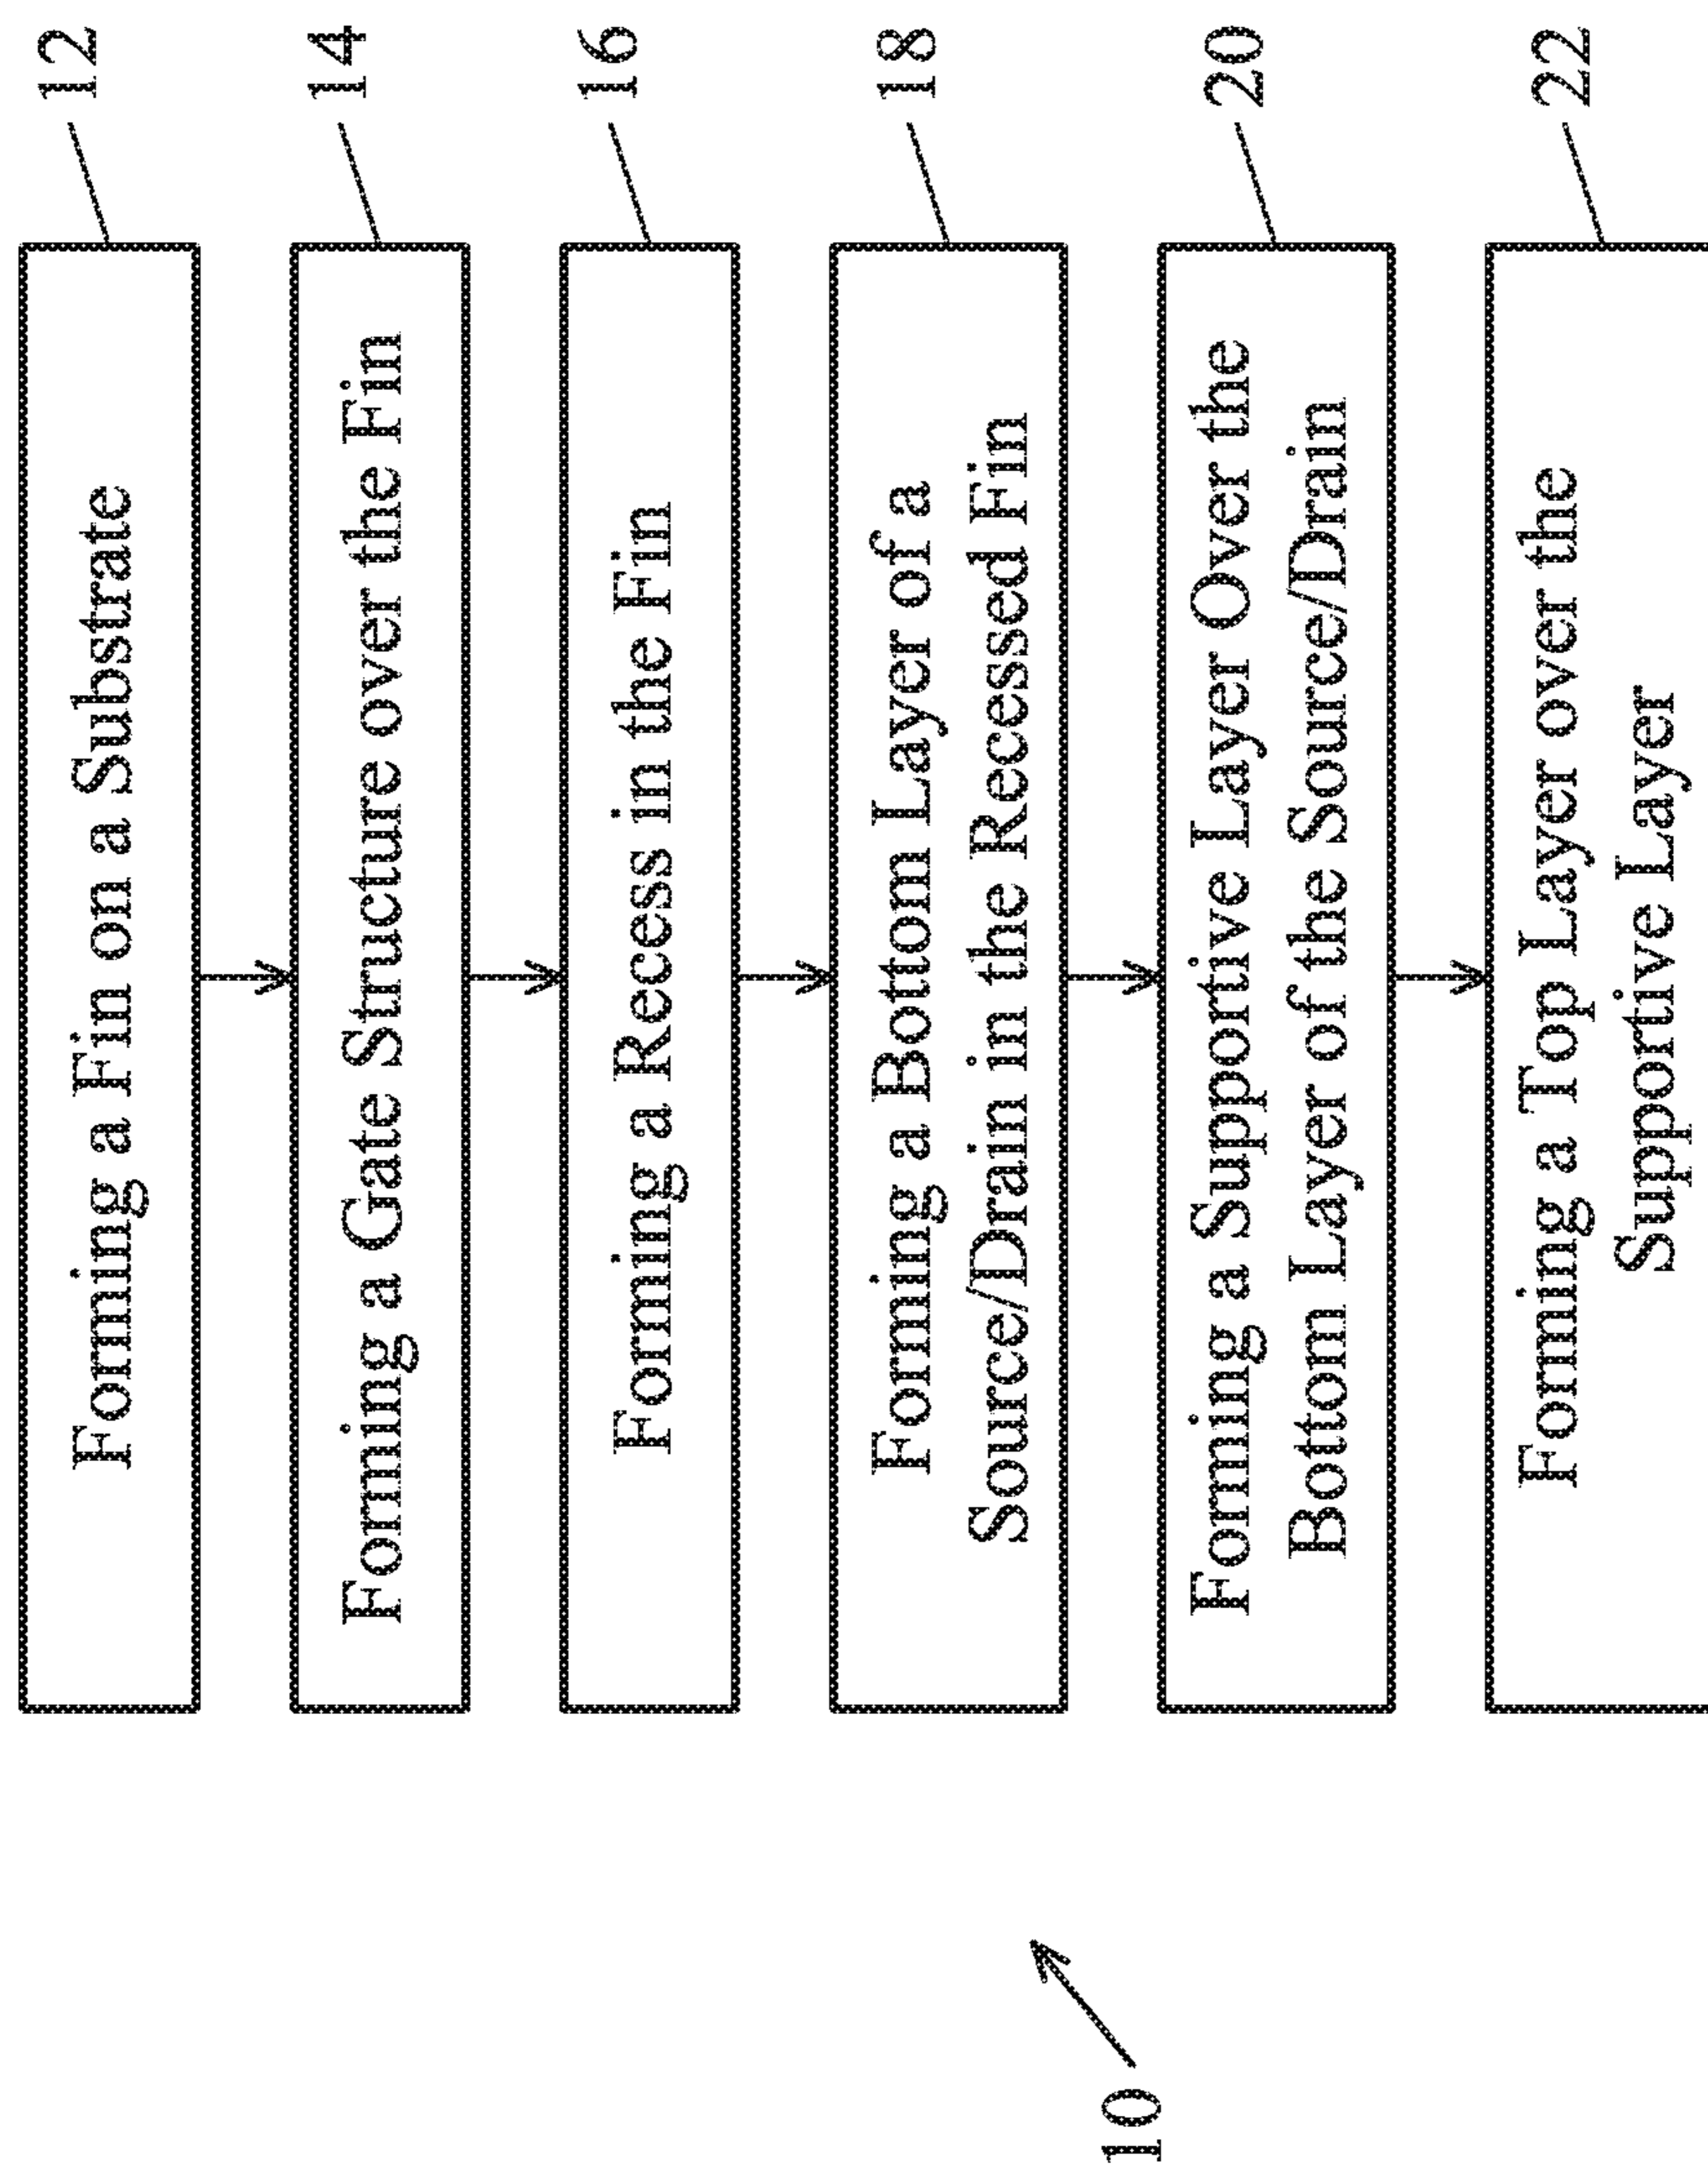 Forming a Fin on a Substrate
12
Forming a Gate Structure over the Fin
14
Forming a Recess in the Fin
16
Forming a Bottom Layer of a
Source/Drain in the Recessed Fin
18
Forming a Supportive Layer Over the
Bottom Layer of the Source/Drain
20
Forming a Top Layer over the
Supportive Layer
22
10